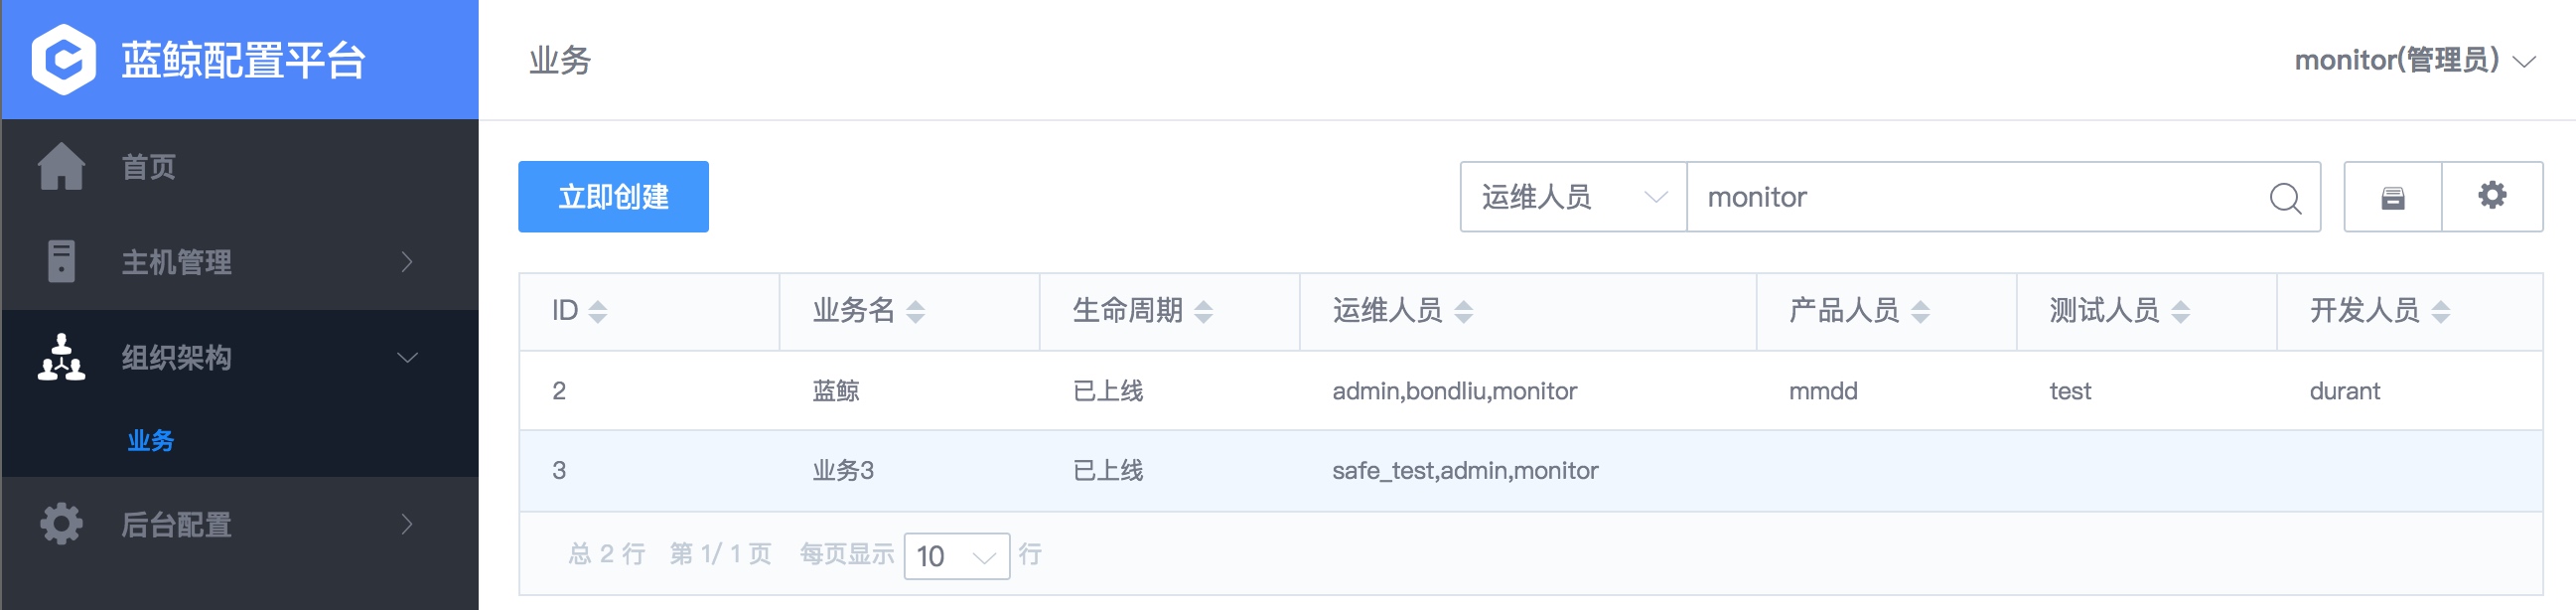 蓝鲸配置平台
首页
主机管理
组织架构
业务
后台配置
业务
monitor(管理员)
立即创建
运维人员 monitor
ID 业务名 生命周期 运维人员 产品人员 测试人员 开发人员
2 蓝鲸 已上线 admin,bondliu,monitor mmdd test durant
3 业务3 已上线 safe_test,admin,monitor
总 2 行 第 1/ 1 页 每页显示 10 行